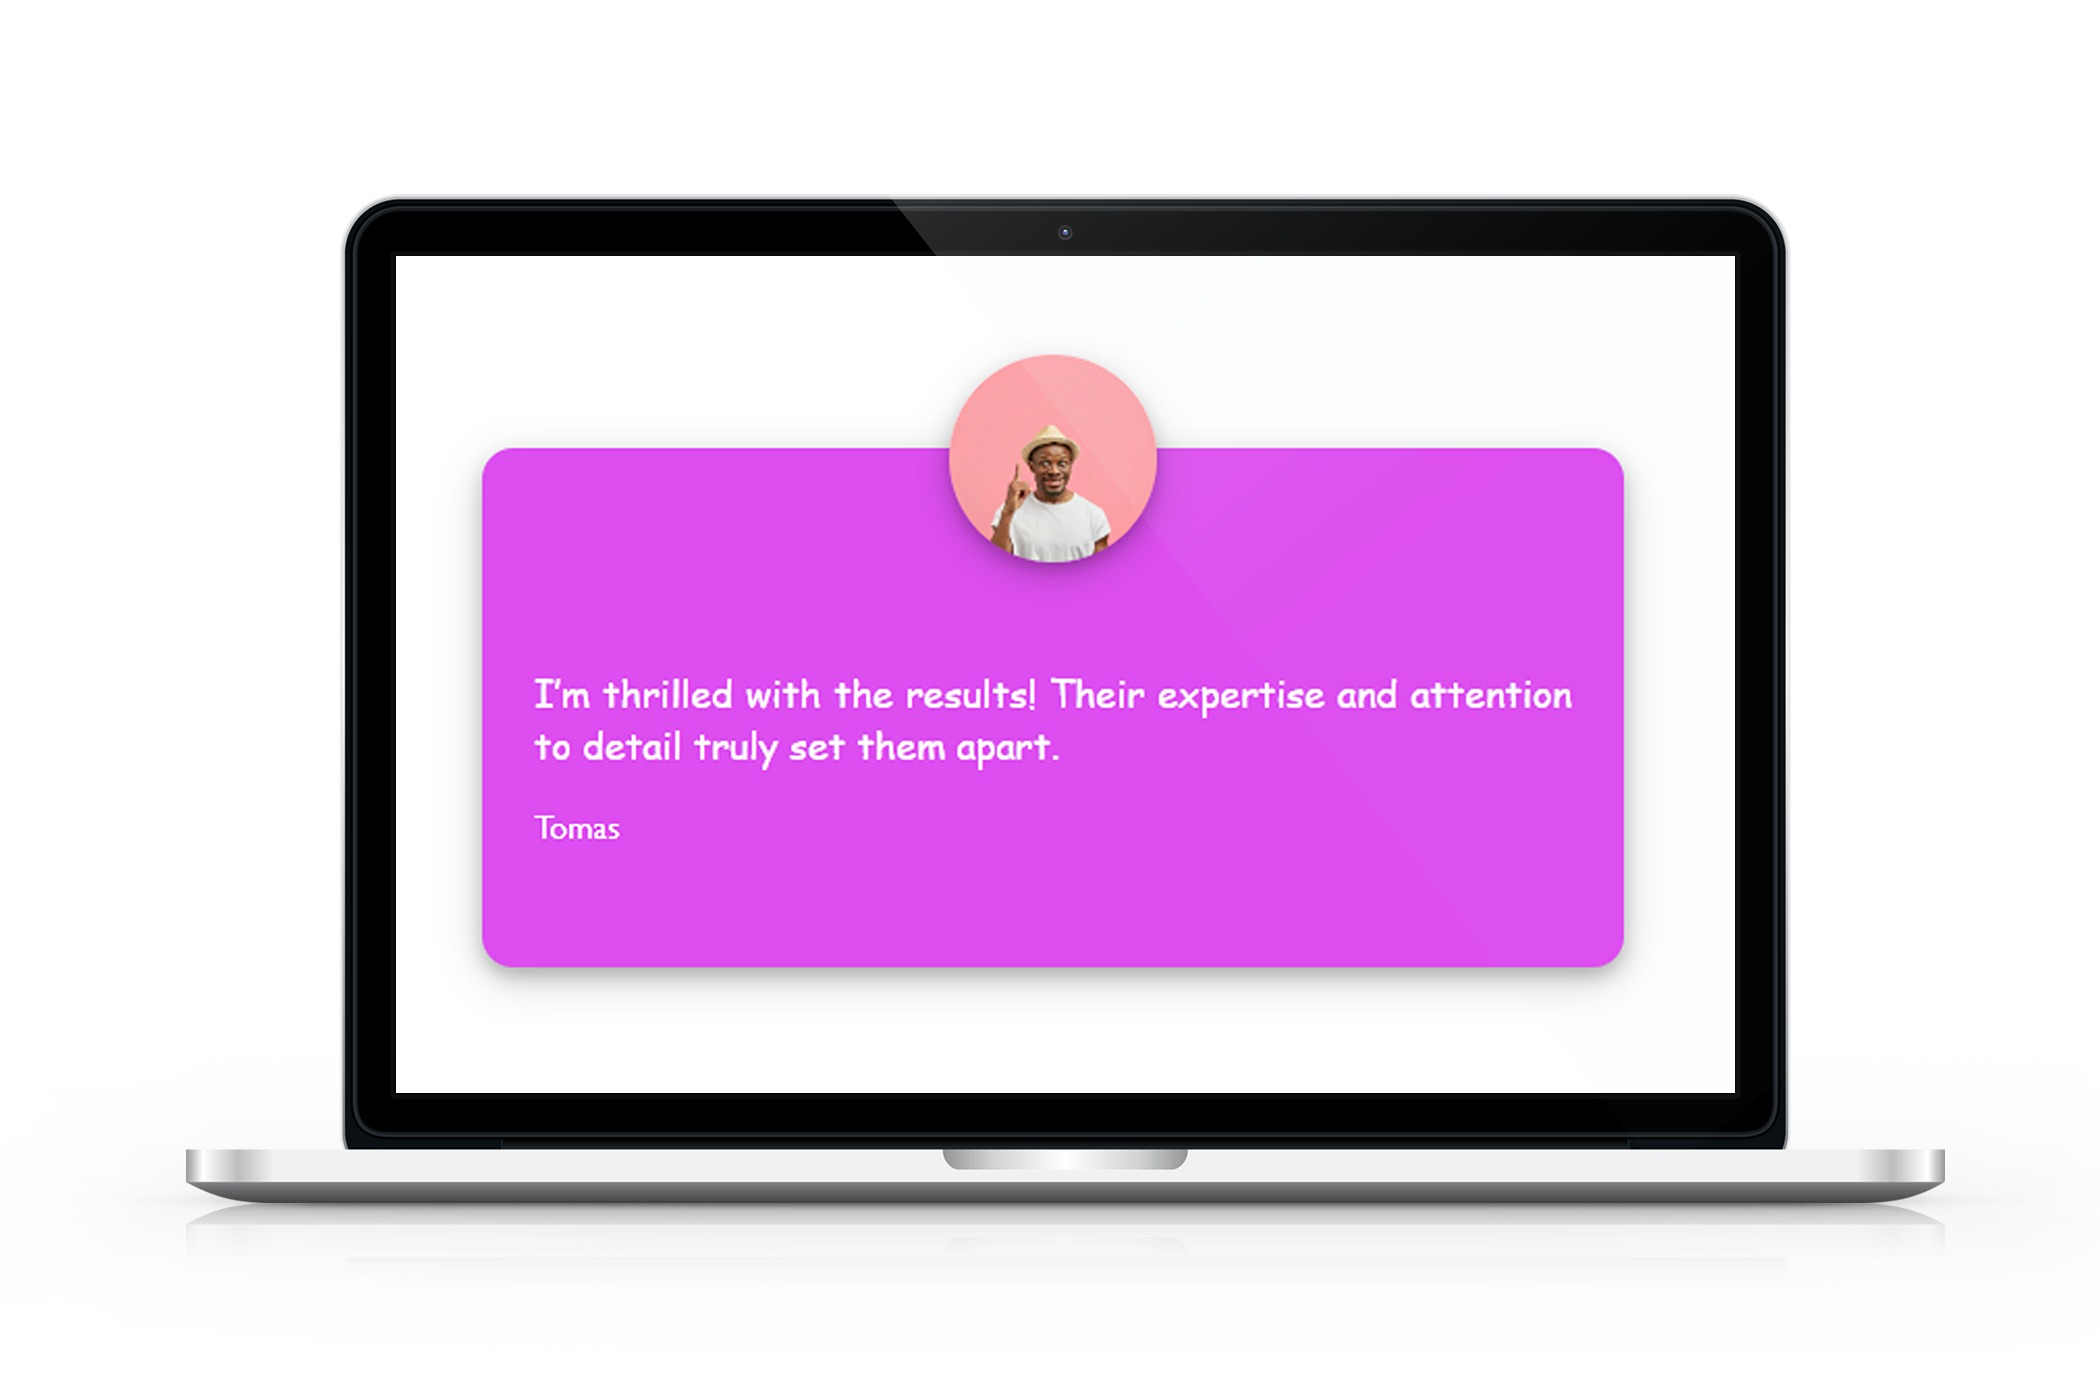 I'm thrilled with the results! Their expertise and attention
to detail truly set them apart.
Tomas